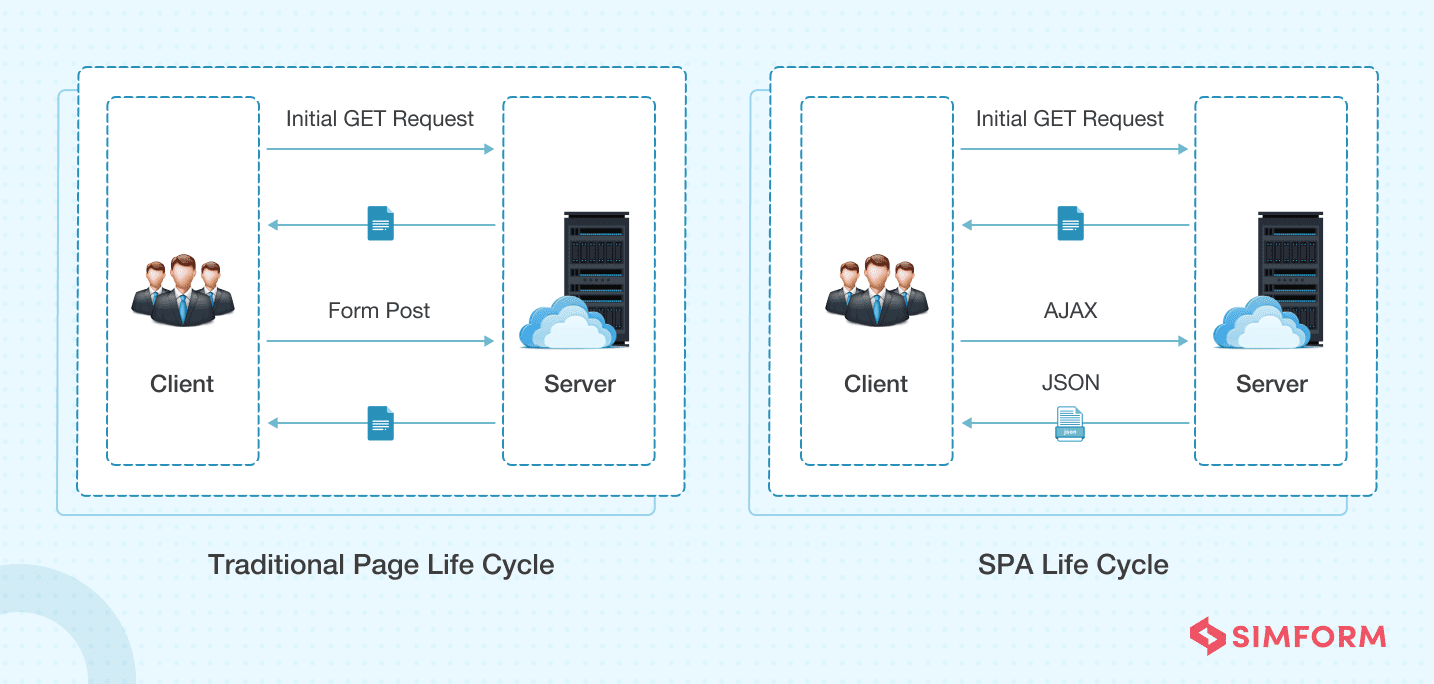 Initial GET Request
Form Post
Client
Server
Traditional Page Life Cycle
Initial GET Request
AJAX
JSON
json
Client
Server
SPA Life Cycle
SIMFORM